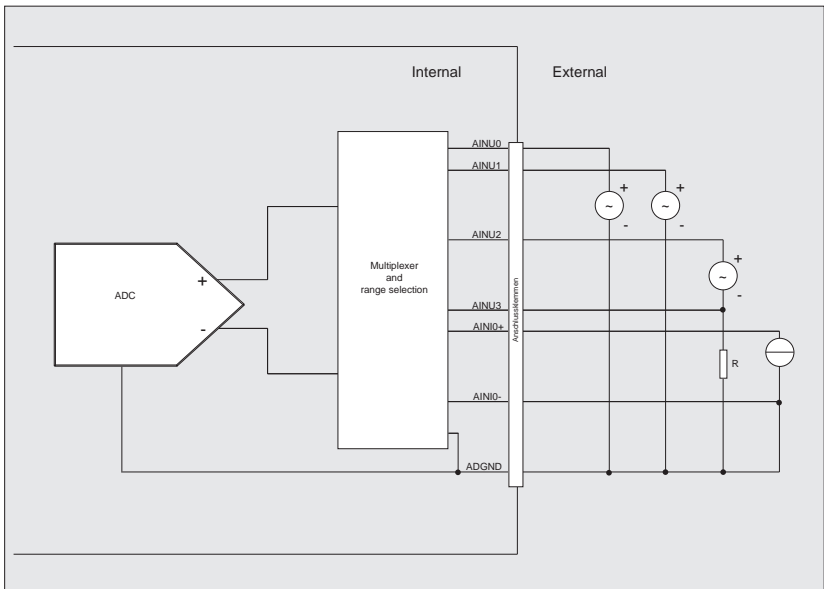 Internal
External
AINU0
AINU1
+
+
~
~
-
-
AINU2
+
~
-
Multiplexer
and
range selection
ADC
+
-
AINU3
AINI0+
Anschlussklemmen
R
AINI0-
ADGND